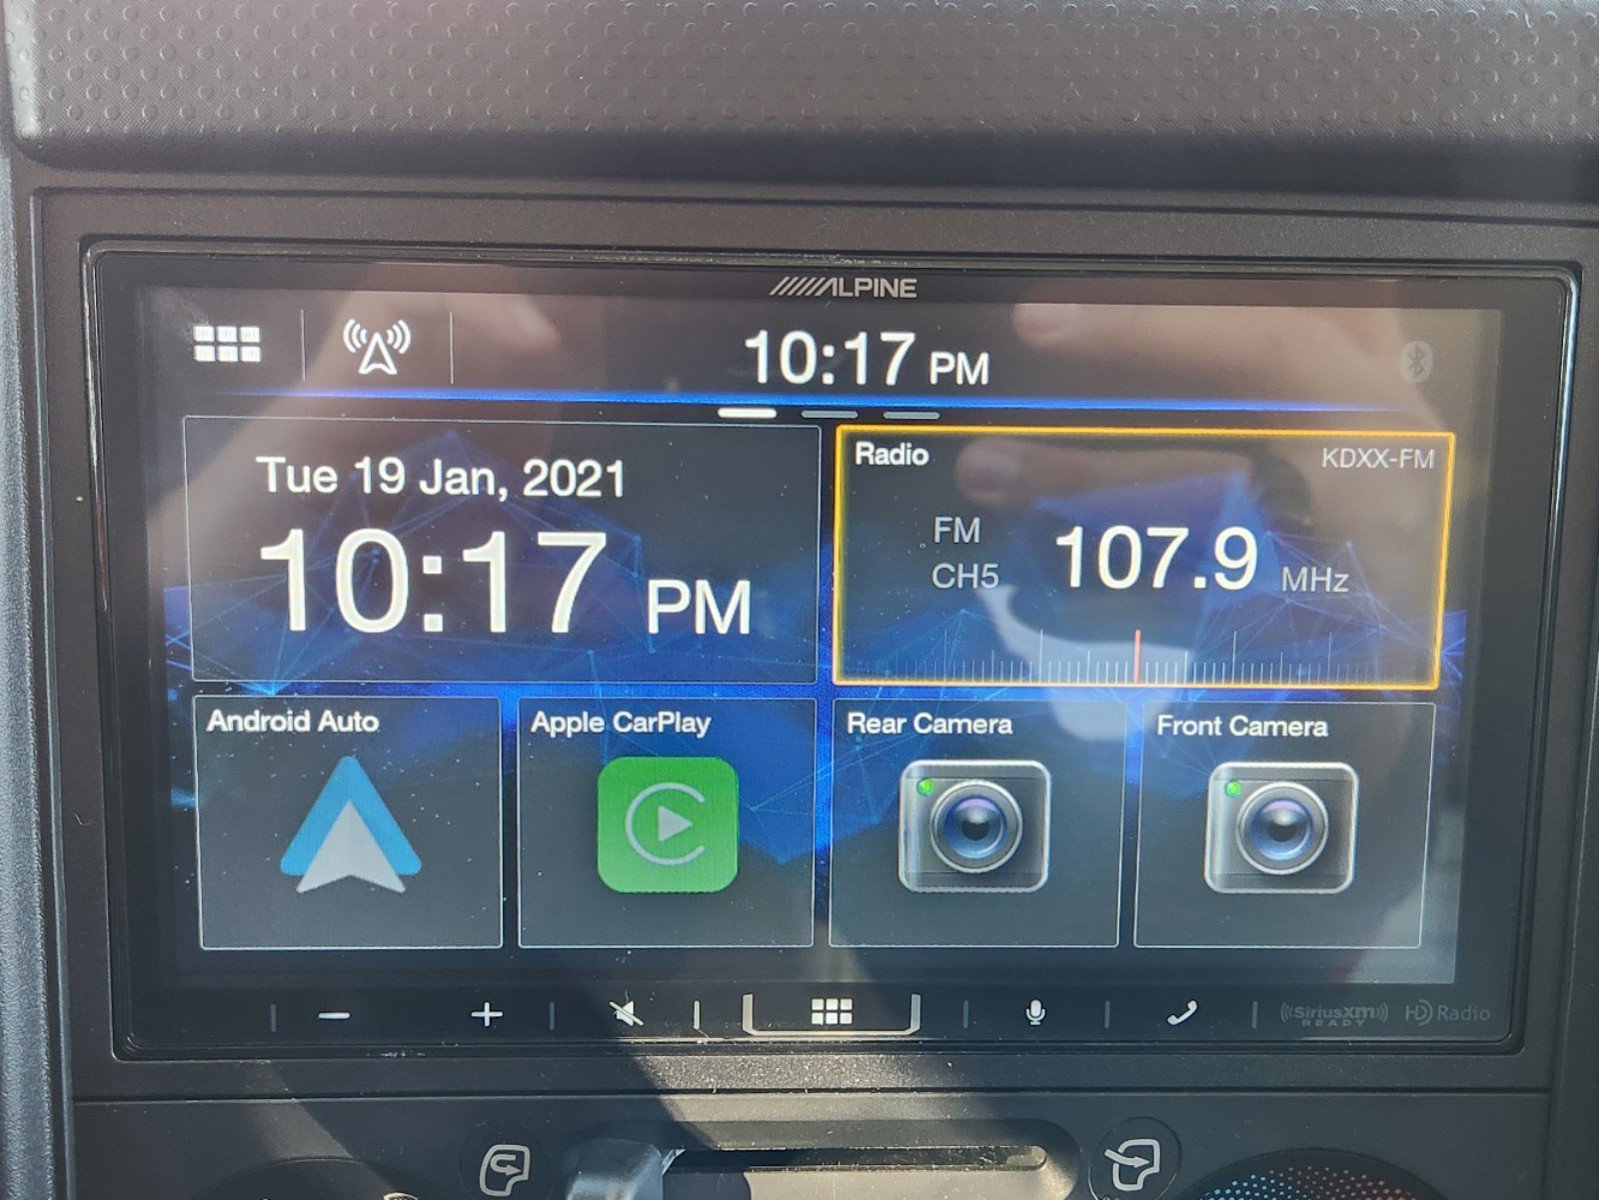 ALPINE
10:17 PM
Tue 19 Jan, 2021
10:17 PM
Radio
KDXX-FM
FM
CH5
107.9 MHz
Android Auto
Apple CarPlay
Rear Camera
Front Camera
((SiriusXM))
READY
HD Radio